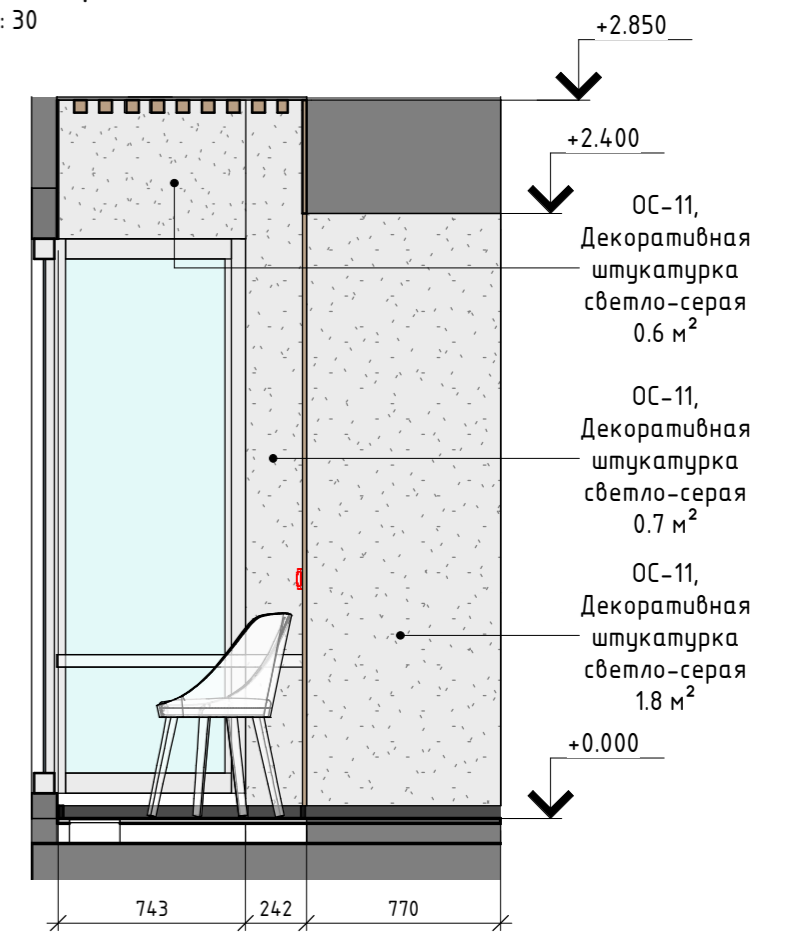 : 30
+2.850
+2.400
ОС-11,
Декоративная
штукатурка
светло-серая
0.6 м²
ОС-11,
Декоративная
штукатурка
светло-серая
0.7 м²
ОС-11,
Декоративная
штукатурка
светло-серая
1.8 м²
+0.000
743
242
770